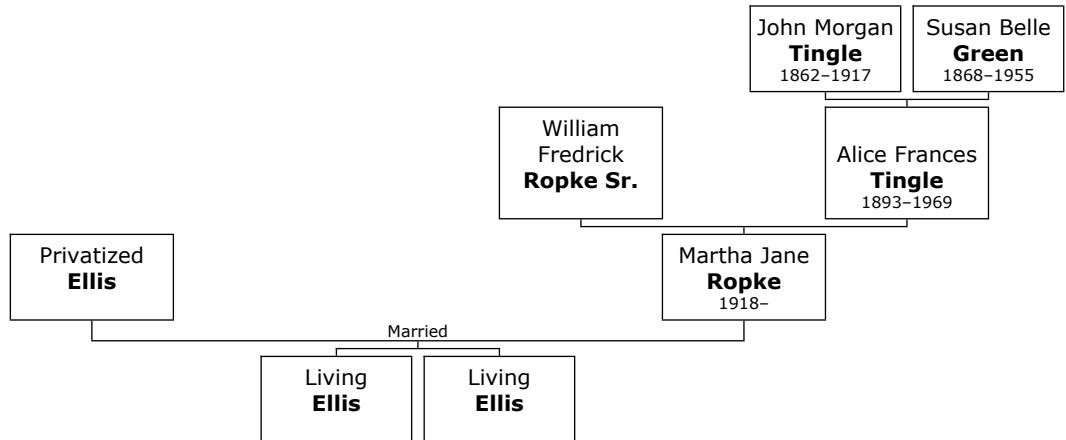 John Morgan
Tingle
1862–1917
Susan Belle
Green
1868–1955
William
Fredrick
Ropke Sr.
Alice Frances
Tingle
1893–1969
Privatized
Ellis
Martha Jane
Ropke
1918–
Married
Living
Ellis
Living
Ellis